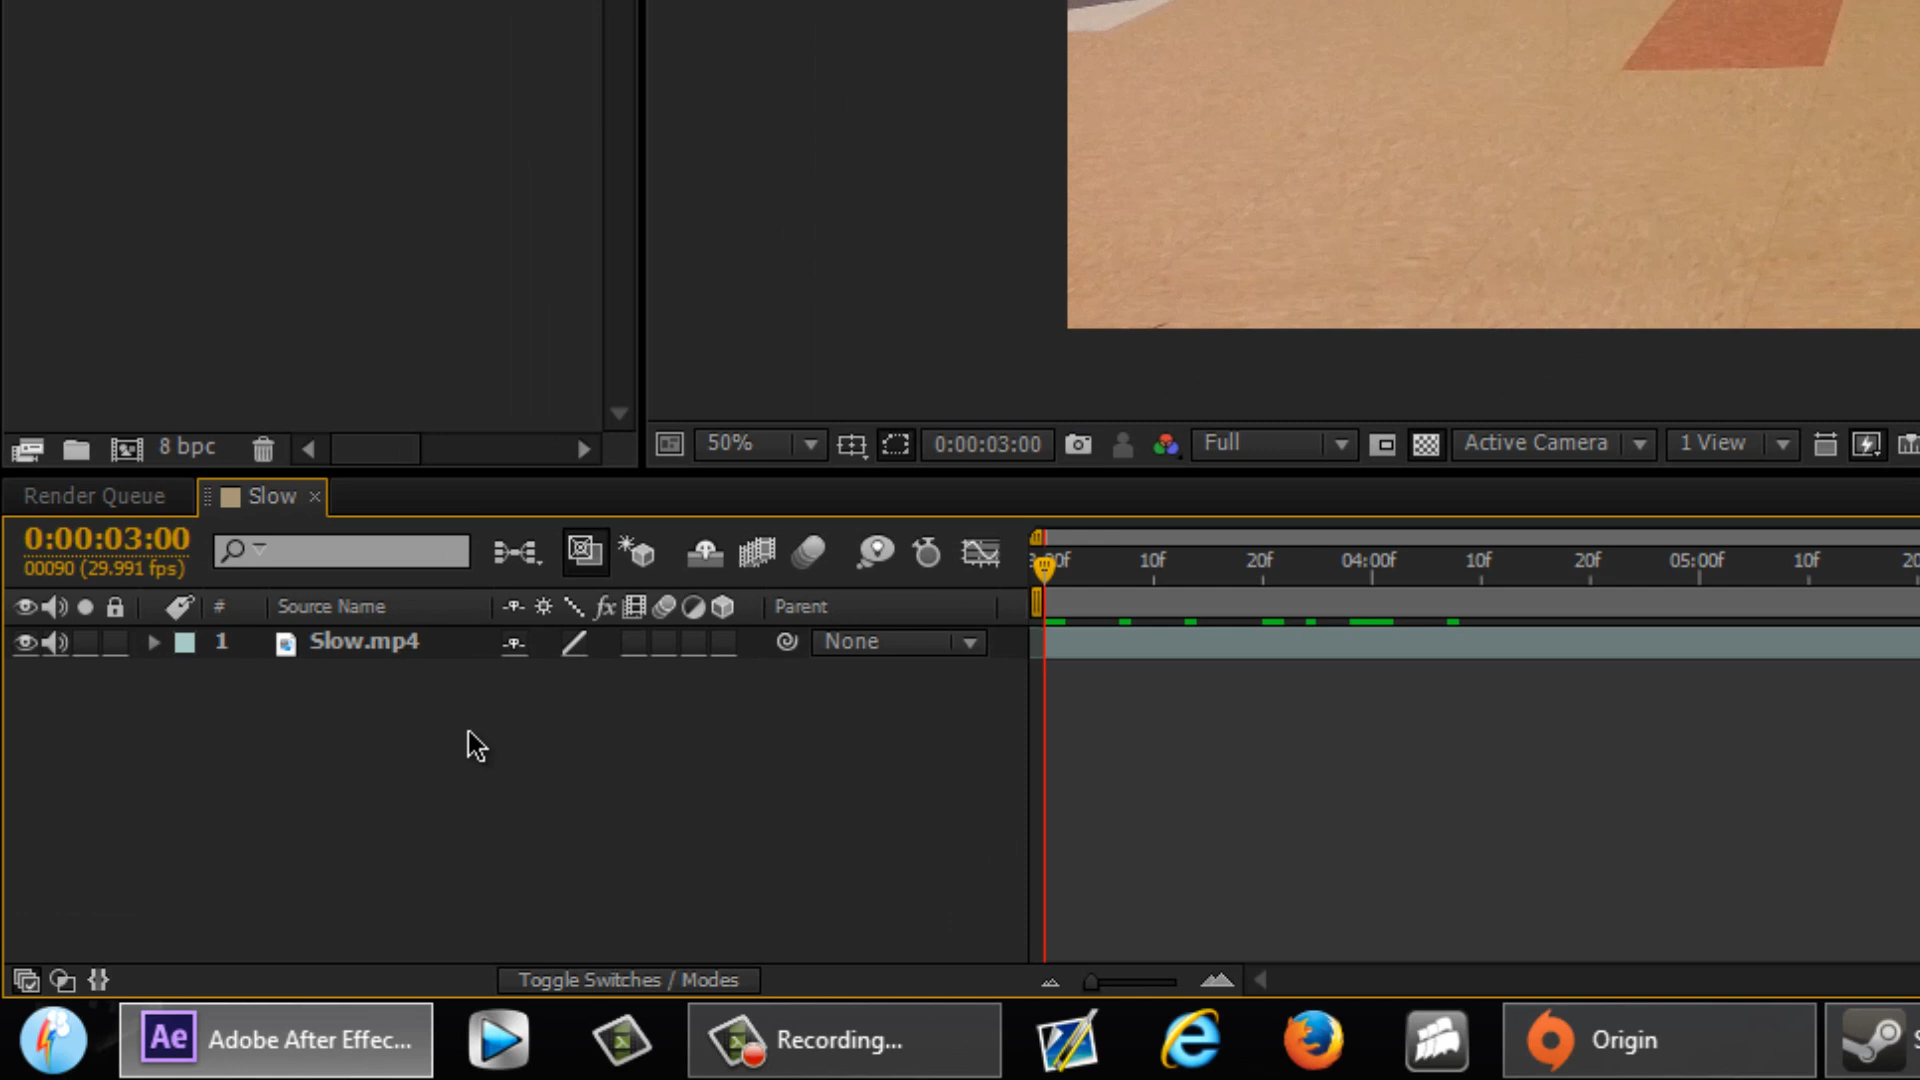 8 bpc
50%
0:00:03:00
Full
Active Camera
1 View
Render Queue
Slow
0:00:03:00
00090 (29.991 fps)
#
Source Name
fx
Parent
10f
20f
04:00f
10f
20f
05:00f
10f
1
Slow.mp4
None
Toggle Switches / Modes
Ae
Adobe After Effec...
Recording...
Origin